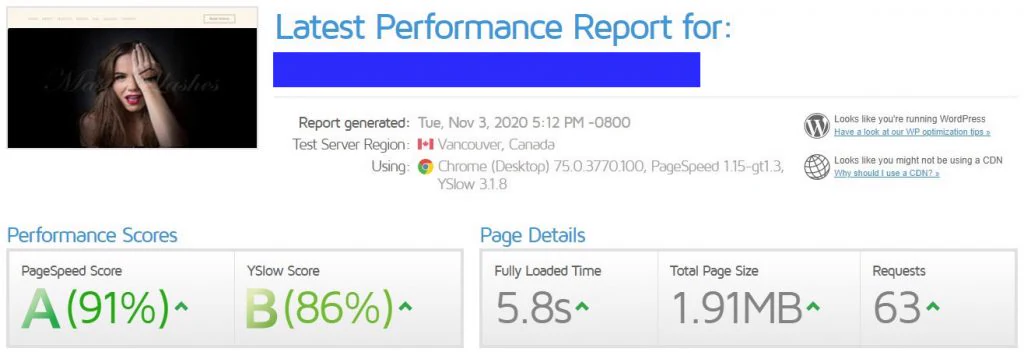 Latest Performance Report for:
Report generated: Tue, Nov 3, 2020 5:12 PM -0800
Test Server Region: Vancouver, Canada
Using: Chrome (Desktop) 75.0.3770.100, PageSpeed 1.15-gt1.3,
YSlow 3.1.8
Looks like you're running WordPress
Have a look at our WP optimization tips »
Looks like you might not be using a CDN
Why should I use a CDN? »
Performance Scores
PageSpeed Score
A (91%)
YSlow Score
B (86%)
Page Details
Fully Loaded Time
5.8s
Total Page Size
1.91MB
Requests
63